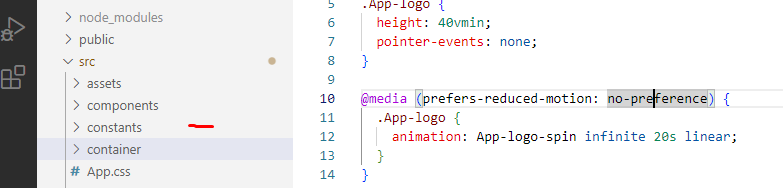 node_modules
public
src
assets
components
constants
container
# App.css
5 .App-logo {
6 height: 40vmin;
7 pointer-events: none;
8 }
9
10 @media (prefers-reduced-motion: no-preference) {
11 .App-logo {
12 animation: App-logo-spin infinite 20s linear;
13 }
14 }